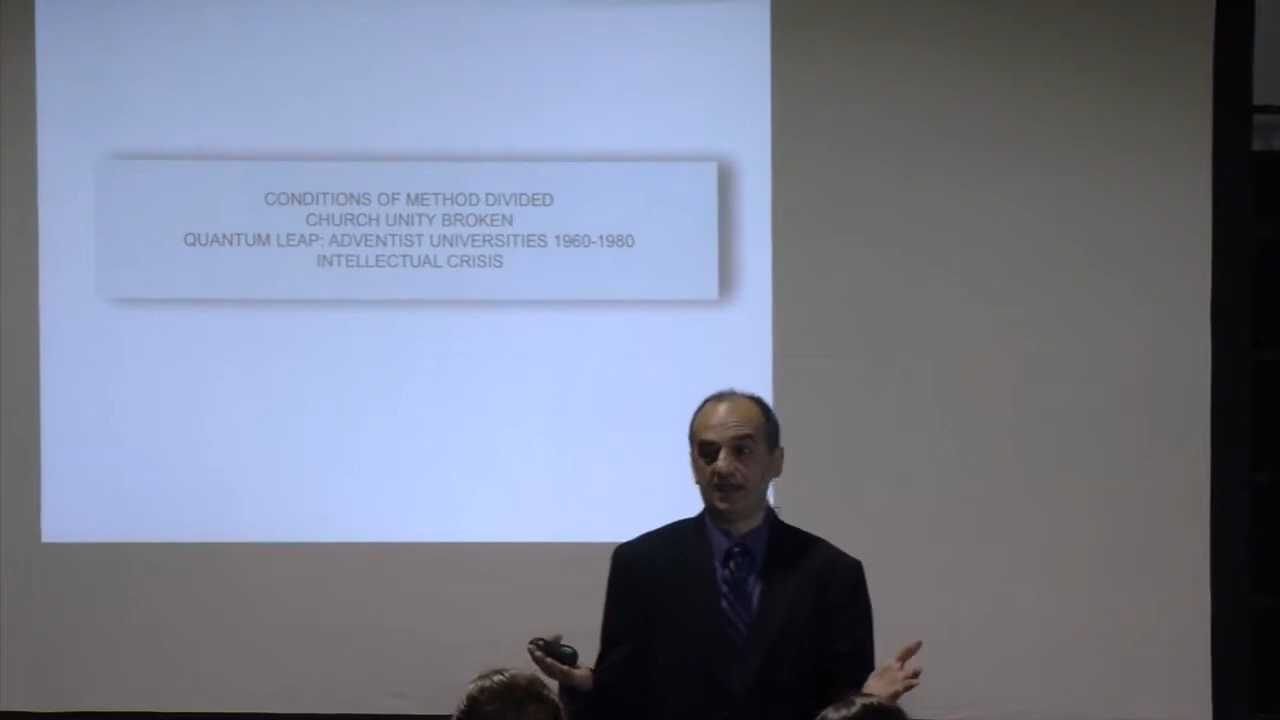 CONDITIONS OF METHOD DIVIDED
CHURCH UNITY BROKEN
QUANTUM LEAP: ADVENTIST UNIVERSITIES 1960-1980
INTELLECTUAL CRISIS